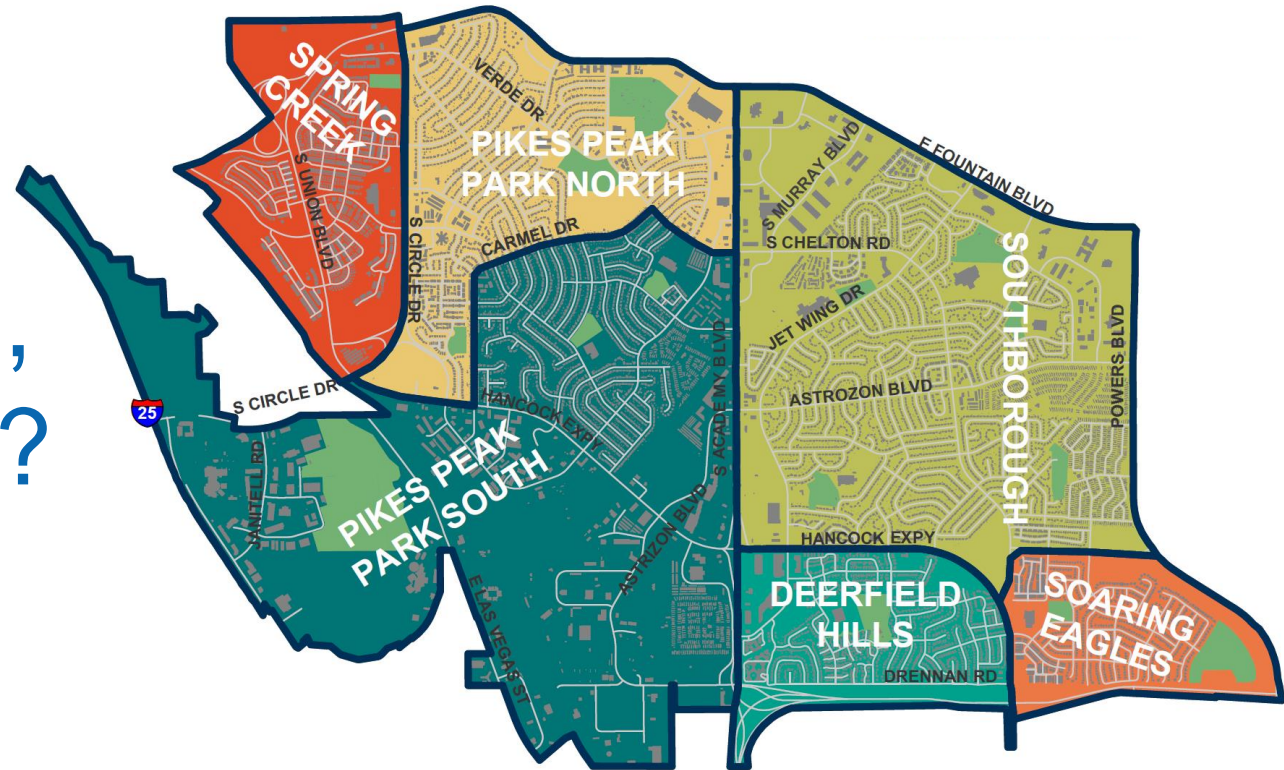 SPRING
CREEK
VERDE DR
PIKES PEAK
PARK NORTH
S UNION BLVD
S CIRCLE DR
CARMEL DR
S MURRAY BLVD
E FOUNTAIN BLVD
S CHELTON RD
SOUTHBOROUGH
JET WING DR
POWERS BLVD
ASTROZON BLVD
S ACADEMY BLVD
,
?
25
S CIRCLE DR
HANCOCK EXPY
JANITELL RD
PIKES PEAK
PARK SOUTH
ASTRIZON BLVD
HANCOCK EXPY
E LAS VEGAS ST
DEERFIELD
HILLS
DRENNAN RD
SOARING
EAGLES